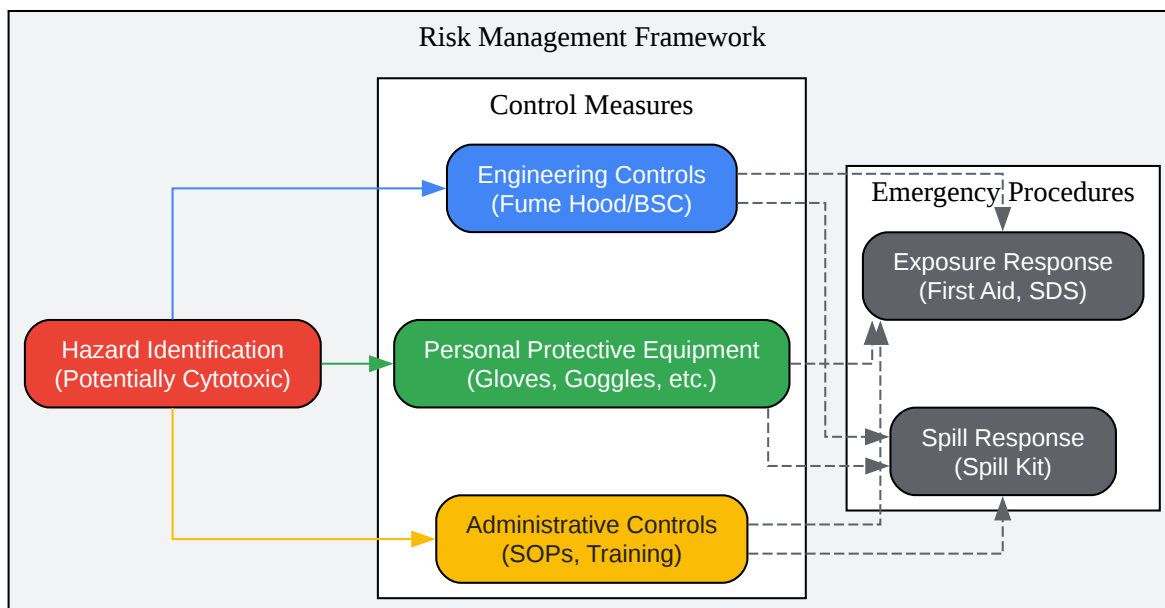 Risk Management Framework
Control Measures
Engineering Controls
(Fume Hood/BSC)
Emergency Procedures
Exposure Response
(First Aid, SDS)
Hazard Identification
(Potentially Cytotoxic)
Personal Protective Equipment
(Gloves, Goggles, etc.)
Spill Response
(Spill Kit)
Administrative Controls
(SOPs, Training)